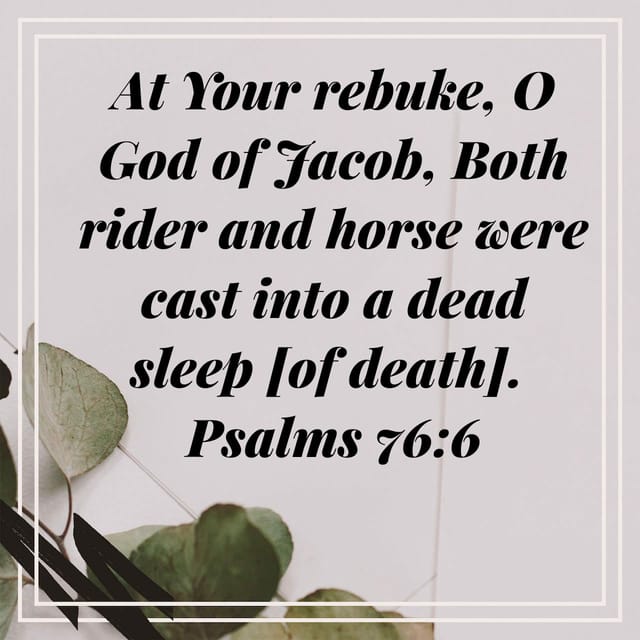 At Your rebuke, O
God of Jacob, Both
rider and horse were
cast into a dead
sleep [of death].
Psalms 76:6